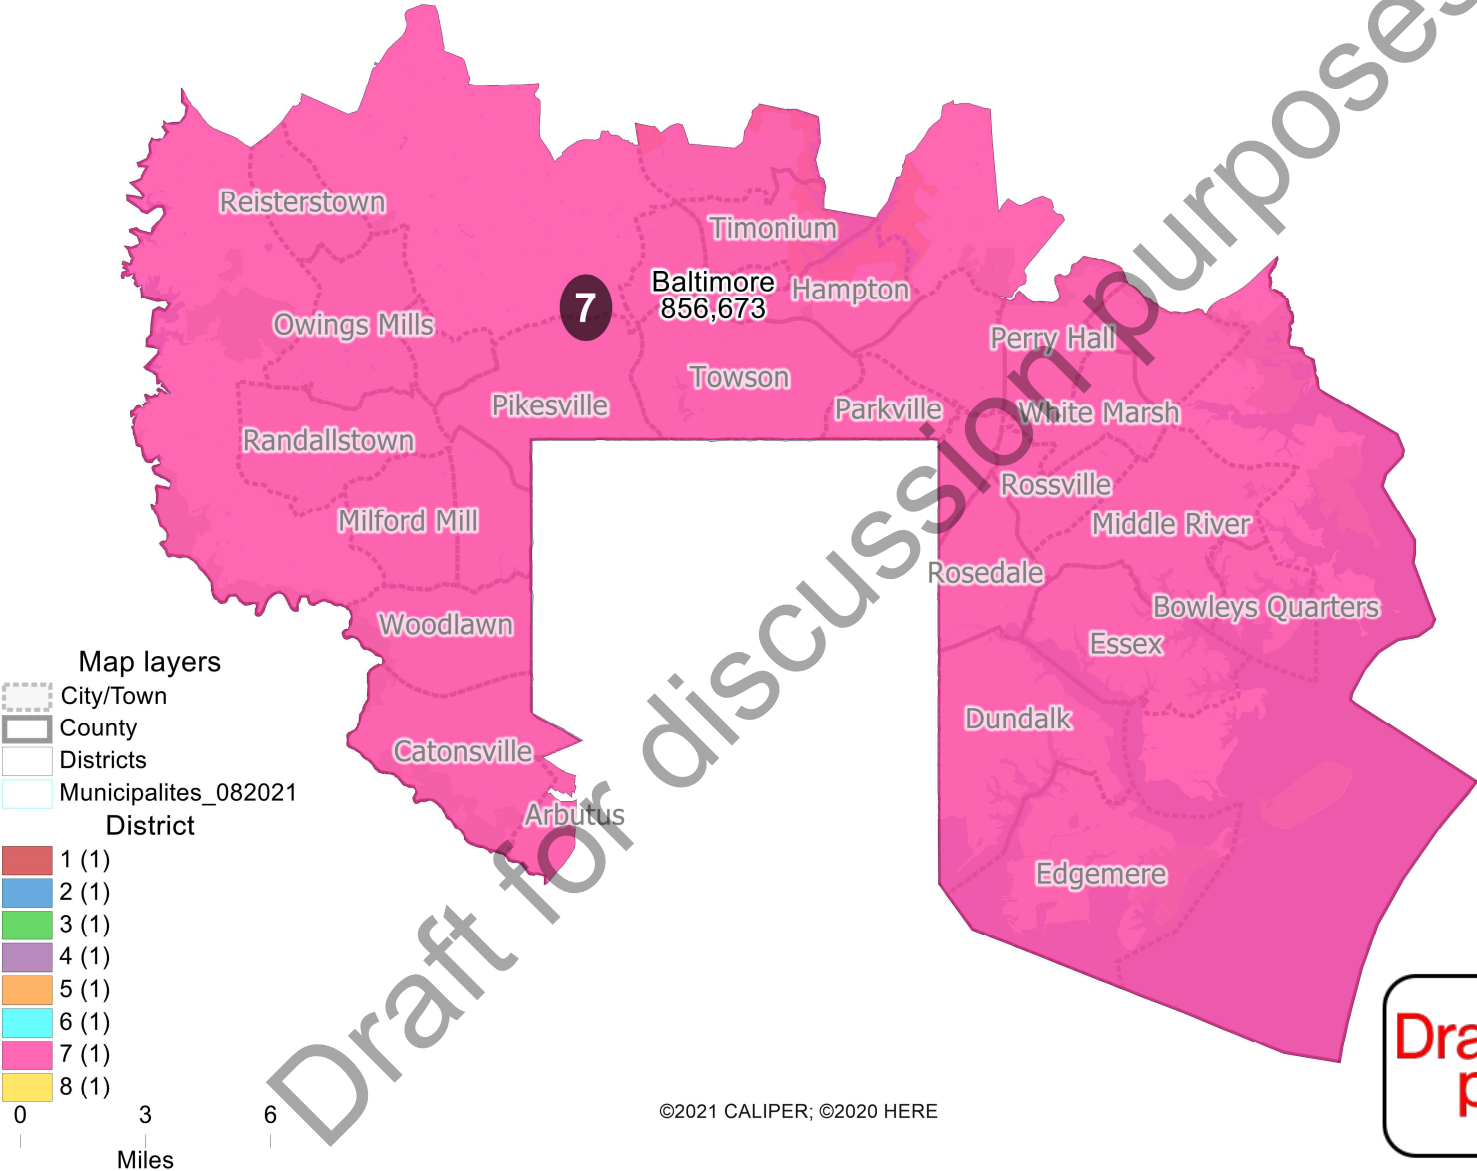 Reisterstown
Timonium
Baltimore
856,673
7
Hampton
Owings Mills
Perry Hall
Towson
Pikesville
Parkville
White Marsh
Randallstown
Rossville
Milford Mill
Middle River
Rosedale
Bowleys Quarters
Woodlawn
Essex
Dundalk
Catonsville
Arbutus
Edgemere
Draft for discussion purposes
Map layers
City/Town
County
Districts
Municipalites_082021
District
1 (1)
2 (1)
3 (1)
4 (1)
5 (1)
6 (1)
7 (1)
8 (1)
0 3 6
Miles
©2021 CALIPER; ©2020 HERE
Dra
p